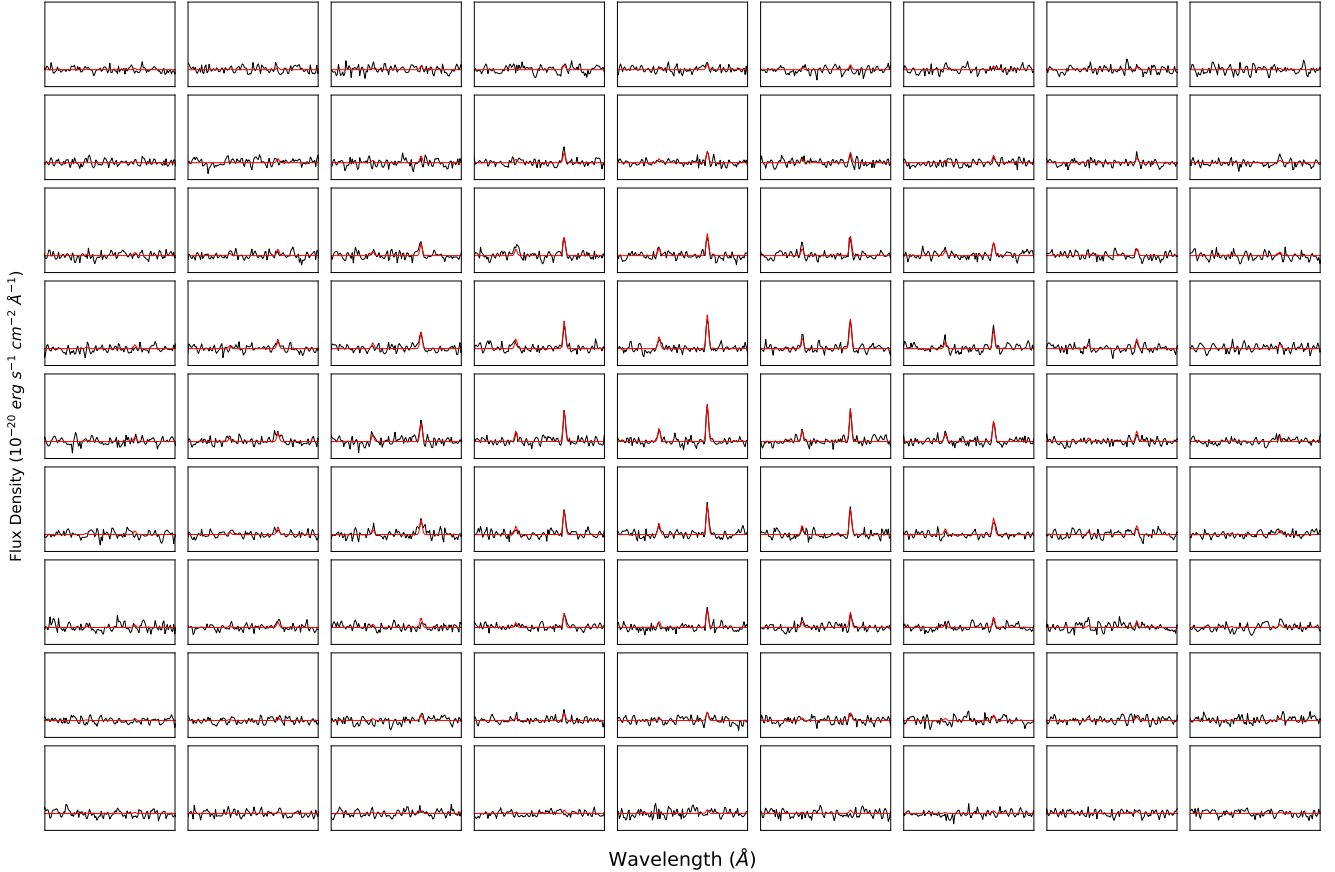 Flux Density (10⁻²⁰ erg s⁻¹ cm⁻² Å⁻¹)
Wavelength (Å)